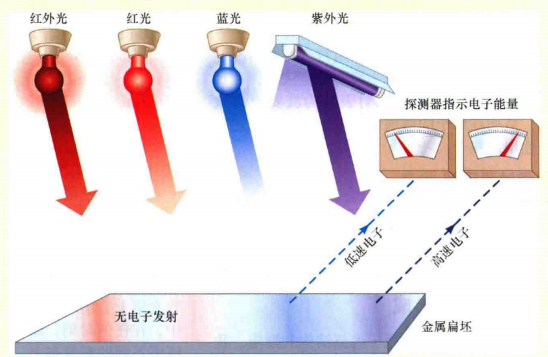 红外光
红光
蓝光
紫外光
探测器指示电子能量
低速电子
高速电子
无电子发射
金属扁坯